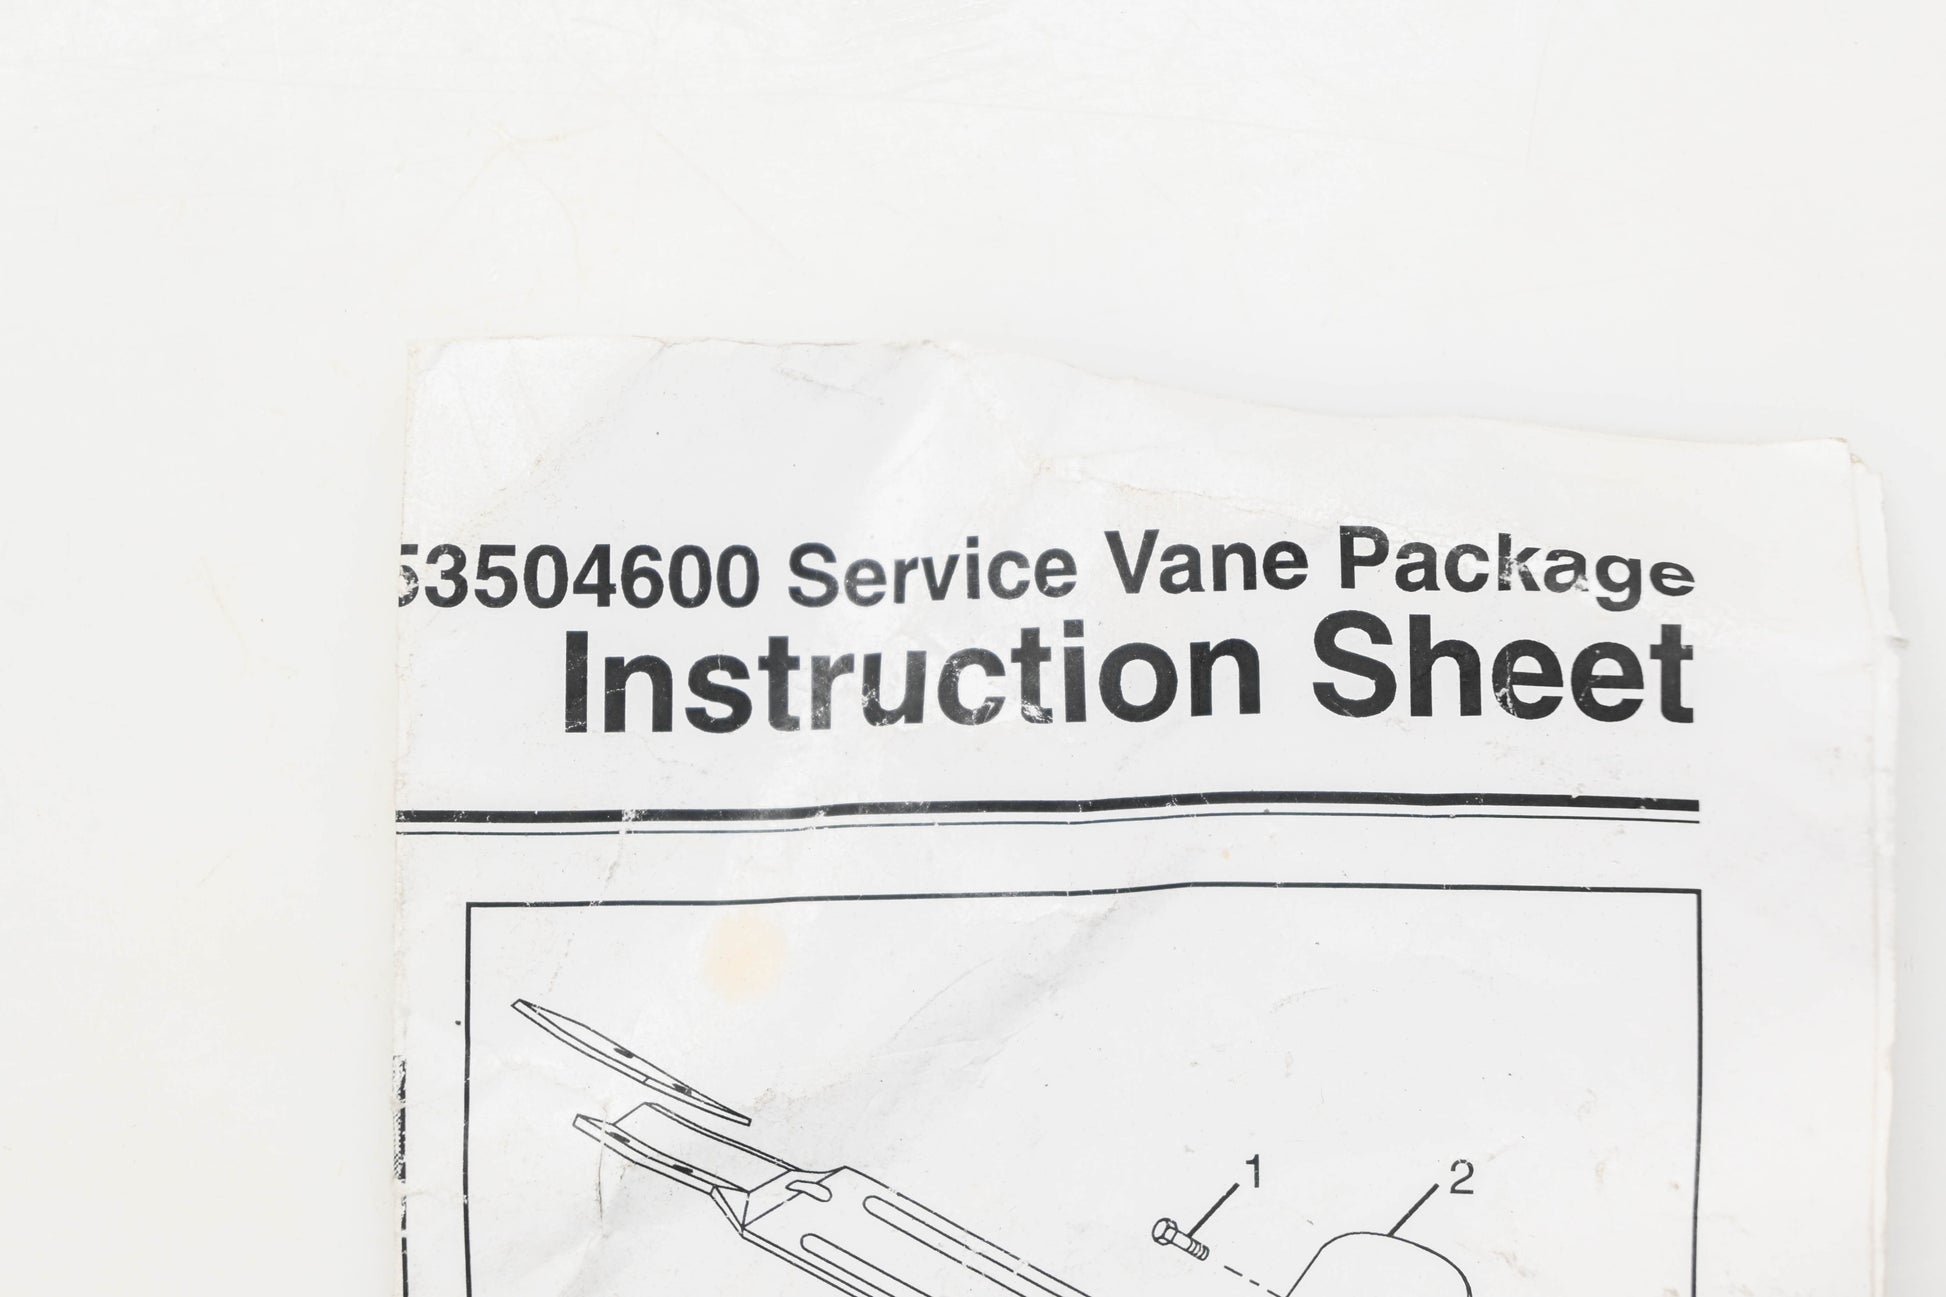 53504600 Service Vane Package
Instruction Sheet
1
2